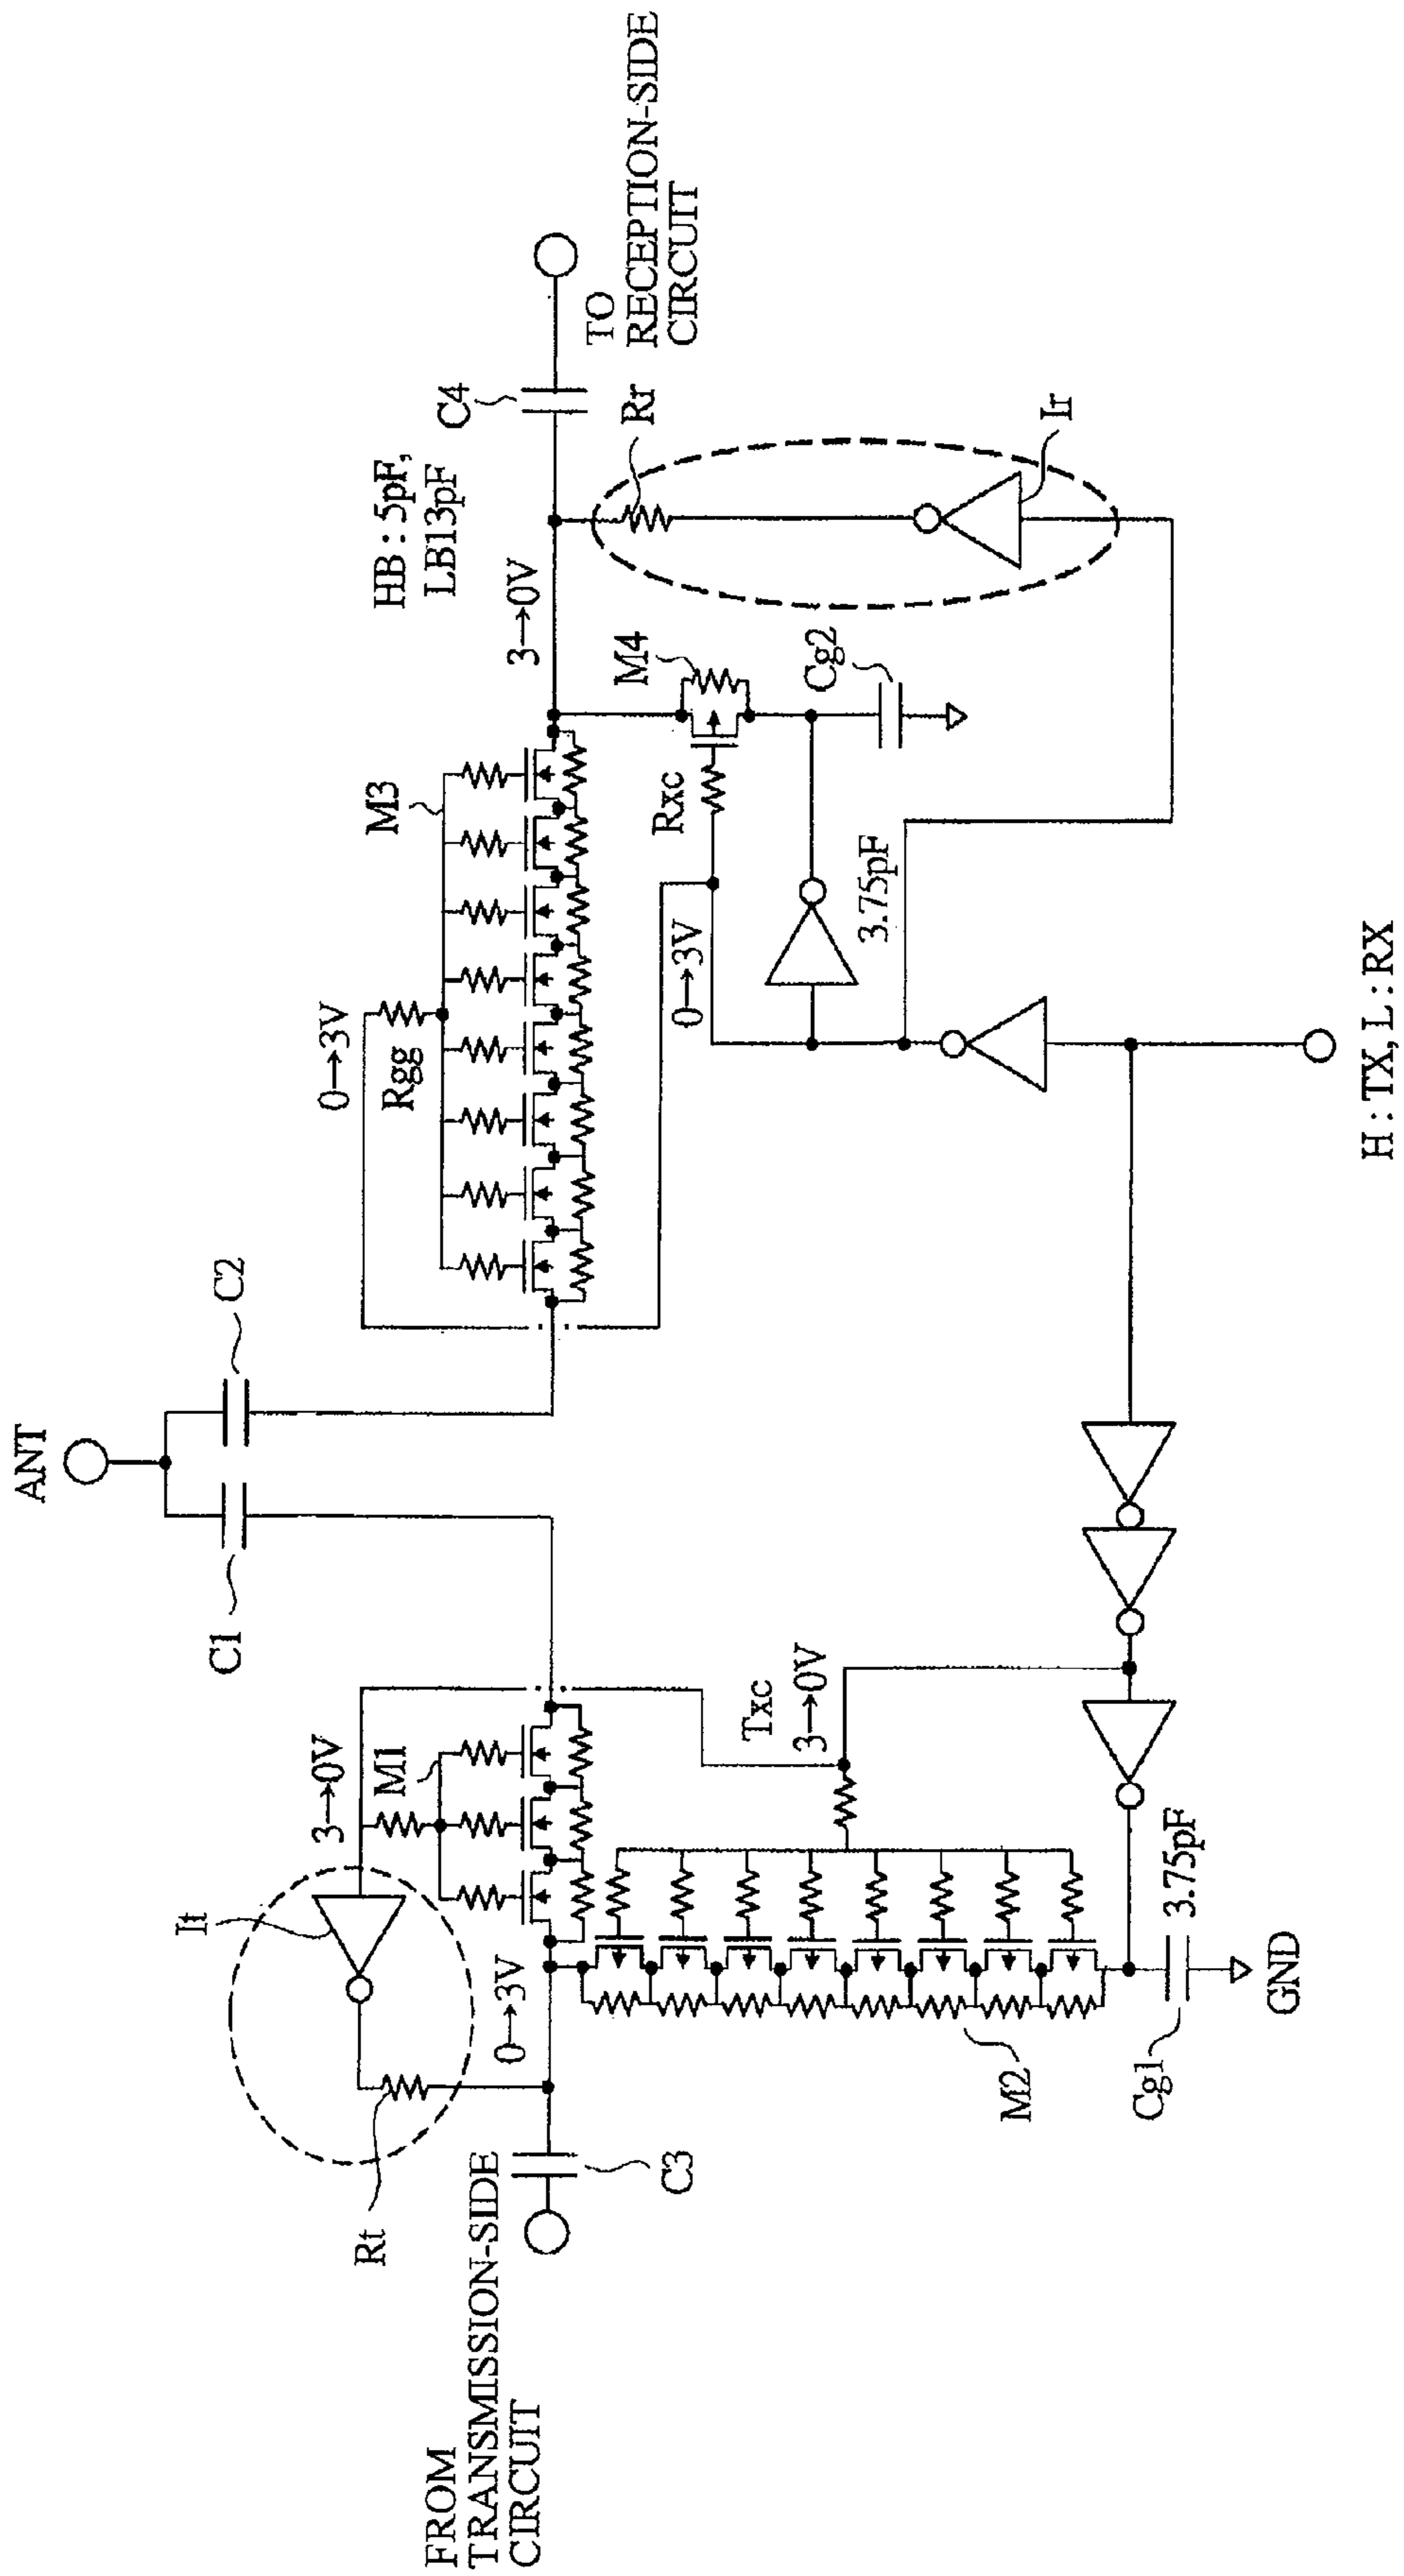 ANT
C1
C2
FROM
TRANSMISSION-SIDE
CIRCUIT
Rt
It
3→0V
M1
0→3V
C3
M2
Txc
3→0V
Cg1
3.75pF
GND
0→3V
Rgg
M3
HB : 5pF,
LB13pF
3→0V
C4
TO
RECEPTION-SIDE
CIRCUIT
Rr
M4
Rxc
0→3V
Cg2
3.75pF
Ir
H : TX, L : RX